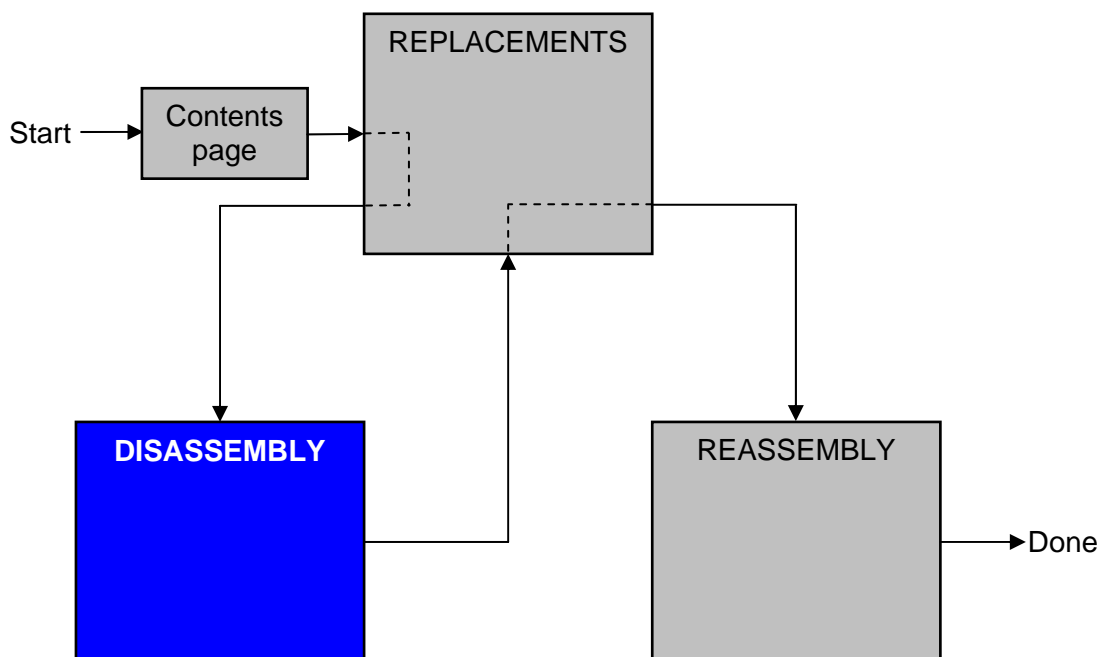 REPLACEMENTS
Start
Contents
page
DISASSEMBLY
REASSEMBLY
Done